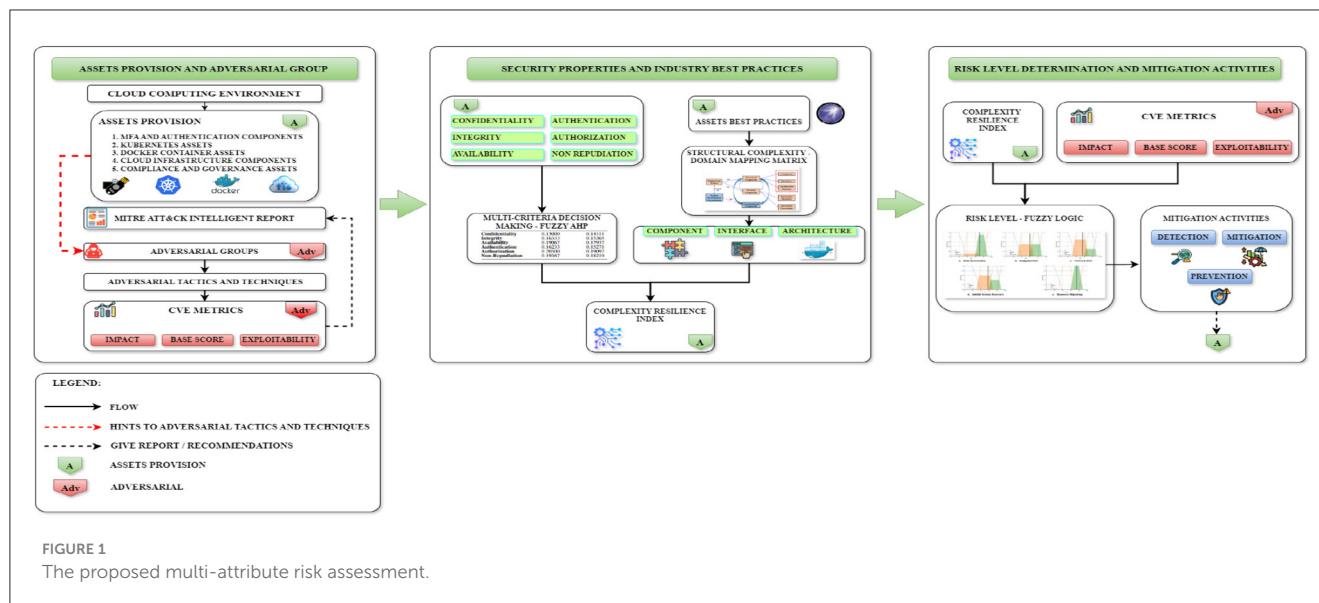 ASSETS PROVISION AND ADVERSARIAL GROUP
CLOUD COMPUTING ENVIRONMENT
ASSETS PROVISION
A
1. MFA AND AUTHENTICATION COMPONENTS
2. KUBERNETES ASSETS
3. DOCKER CONTAINER ASSETS
4. CLOUD INFRASTRUCTURE COMPONENTS
5. COMPLIANCE AND GOVERNANCE ASSETS
docker
MITRE ATT&CK INTELLIGENT REPORT
ADVERSARIAL GROUPS
Adv
ADVERSARIAL TACTICS AND TECHNIQUES
CVE METRICS
Adv
IMPACT
BASE SCORE
EXPLOITABILITY
SECURITY PROPERTIES AND INDUSTRY BEST PRACTICES
A
CONFIDENTIALITY
AUTHENTICATION
INTEGRITY
AUTHORIZATION
AVAILABILITY
NON REPUDIATION
A
ASSETS BEST PRACTICES
STRUCTURAL COMPLEXITY -
DOMAIN MAPPING MATRIX
MULTI-CRITERIA DECISION
MAKING - FUZZY AHP
Confidentiality
Integrity
Availability
Authentication
Authorization
Non-Repudiation
COMPONENT
INTERFACE
ARCHITECTURE
COMPLEXITY RESILIENCE
INDEX
A
RISK LEVEL DETERMINATION AND MITIGATION ACTIVITIES
COMPLEXITY
RESILIENCE
INDEX
A
CVE METRICS
Adv
IMPACT
BASE SCORE
EXPLOITABILITY
RISK LEVEL - FUZZY LOGIC
MITIGATION ACTIVITIES
DETECTION
MITIGATION
PREVENTION
A
LEGEND:
FLOW
HINTS TO ADVERSARIAL TACTICS AND TECHNIQUES
GIVE REPORT / RECOMMENDATIONS
A
ASSETS PROVISION
Adv
ADVERSARIAL
FIGURE 1
The proposed multi-attribute risk assessment.